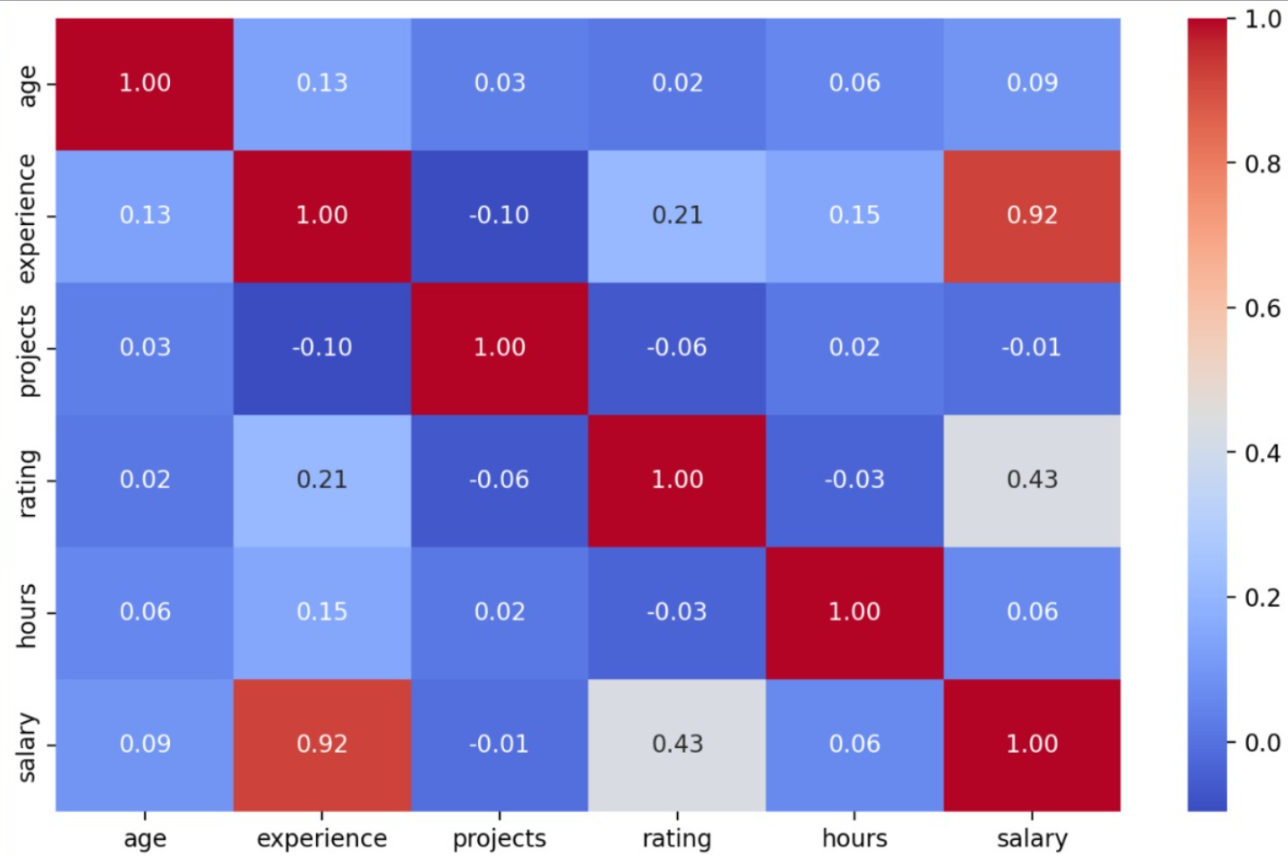 age 1.00 0.13 0.03 0.02 0.06 0.09
experience 0.13 1.00 -0.10 0.21 0.15 0.92
projects 0.03 -0.10 1.00 -0.06 0.02 -0.01
rating 0.02 0.21 -0.06 1.00 -0.03 0.43
hours 0.06 0.15 0.02 -0.03 1.00 0.06
salary 0.09 0.92 -0.01 0.43 0.06 1.00
age experience projects rating hours salary
1.0
0.8
0.6
0.4
0.2
0.0